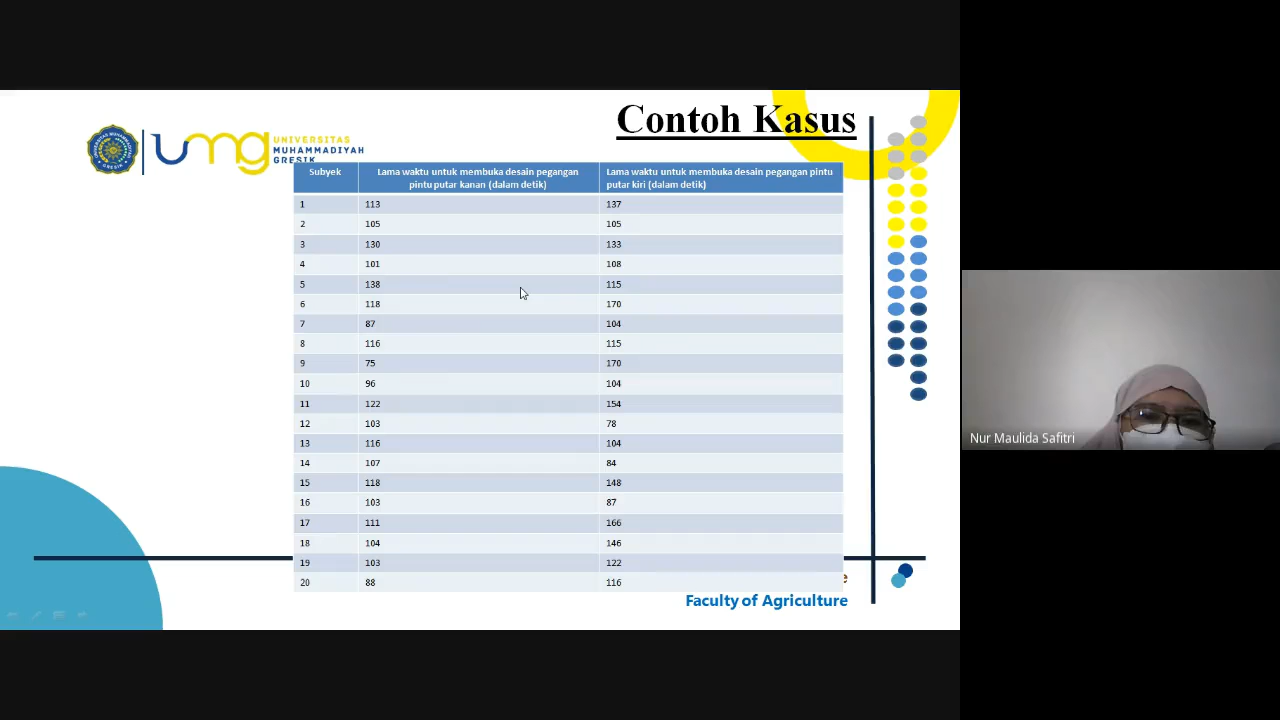 Contoh Kasus
umg UNIVERSITAS
MUHAMMADIYAH
GRESIK
Subyek Lama waktu untuk membuka desain pegangan pintu putar kanan (dalam detik) Lama waktu untuk membuka desain pegangan pintu putar kiri (dalam detik)
1 113 137
2 105 105
3 130 133
4 101 108
5 138 115
6 118 170
7 87 104
8 116 115
9 75 170
10 96 104
11 122 154
12 103 78
13 116 104
14 107 84
15 118 148
16 103 87
17 111 166
18 104 146
19 103 122
20 88 116
Faculty of Agriculture
Nur Maulida Safitri